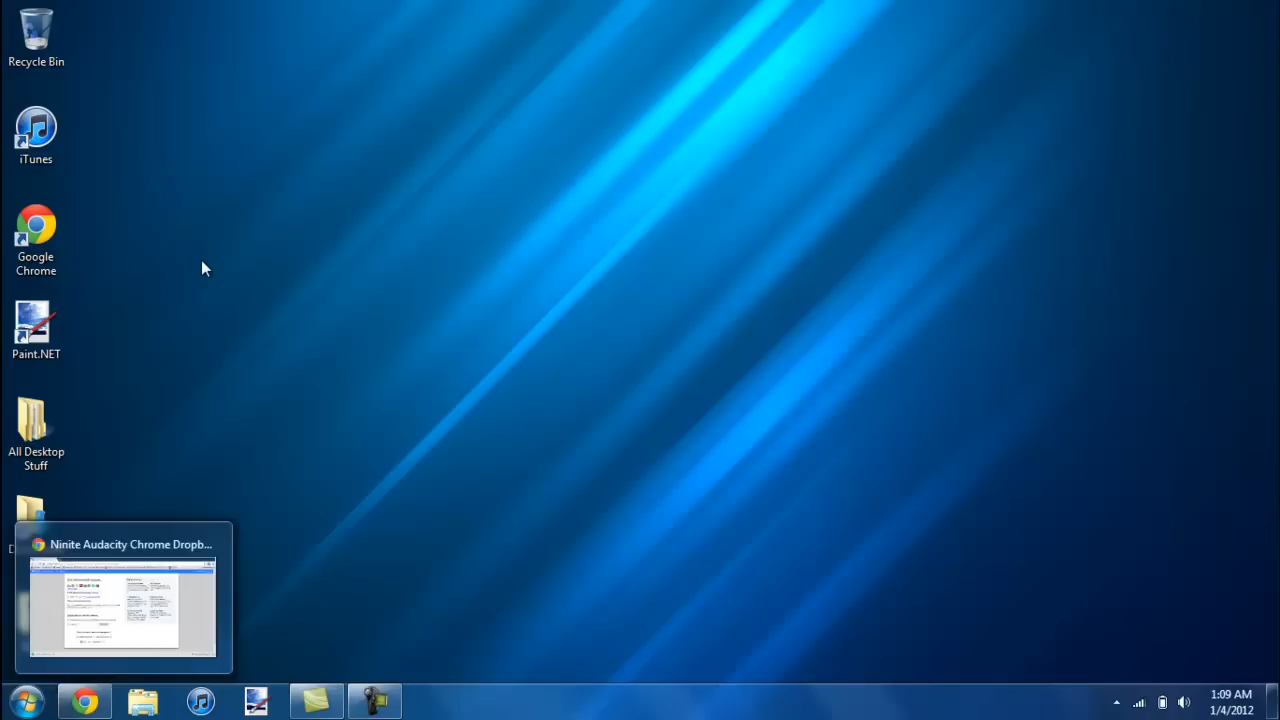 Recycle Bin
iTunes
Google
Chrome
Paint.NET
All Desktop
Stuff
D
Ninite Audacity Chrome Dropb...
1:09 AM
1/4/2012